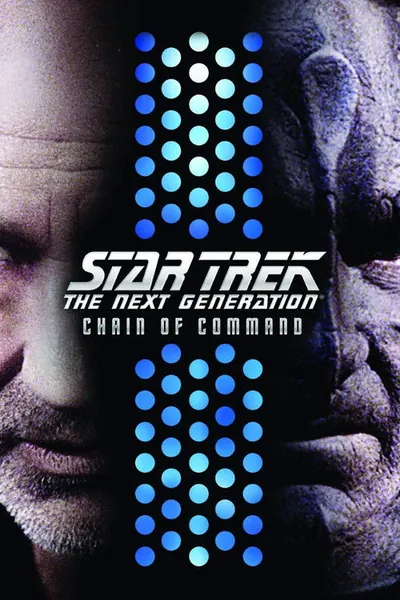 STAR TREK
THE NEXT GENERATION®
CHAIN OF COMMAND